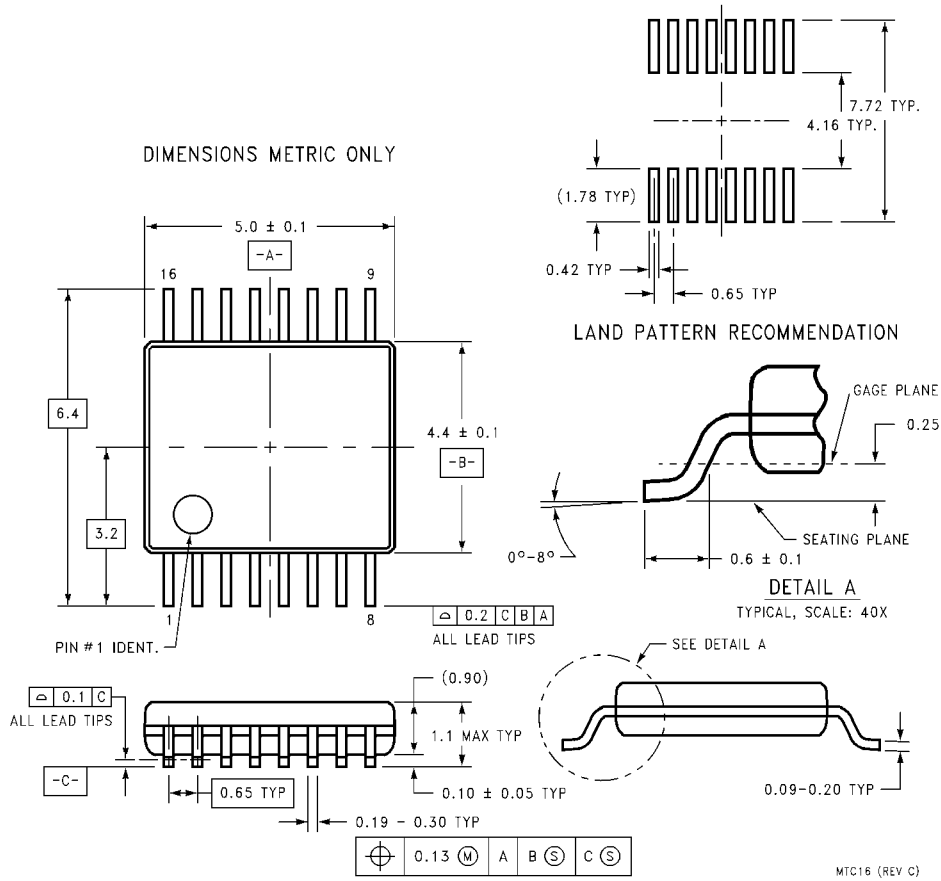 7.72 TYP.
4.16 TYP.
DIMENSIONS METRIC ONLY
(1.78 TYP)
5.0 ± 0.1
-A-
0.42 TYP
0.65 TYP
16
9
LAND PATTERN RECOMMENDATION
6.4
4.4 ± 0.1
-B-
3.2
GAGE PLANE
0.25
0°-8°
SEATING PLANE
0.6 ± 0.1
DETAIL A
TYPICAL, SCALE: 40X
1
8
⌓ 0.2 C B A
ALL LEAD TIPS
PIN #1 IDENT.
SEE DETAIL A
(0.90)
⌓ 0.1 C
ALL LEAD TIPS
1.1 MAX TYP
-C-
0.65 TYP
0.10 ± 0.05 TYP
0.09-0.20 TYP
0.19 - 0.30 TYP
⌖ 0.13 Ⓜ A B Ⓢ C Ⓢ
MTC16 (REV C)